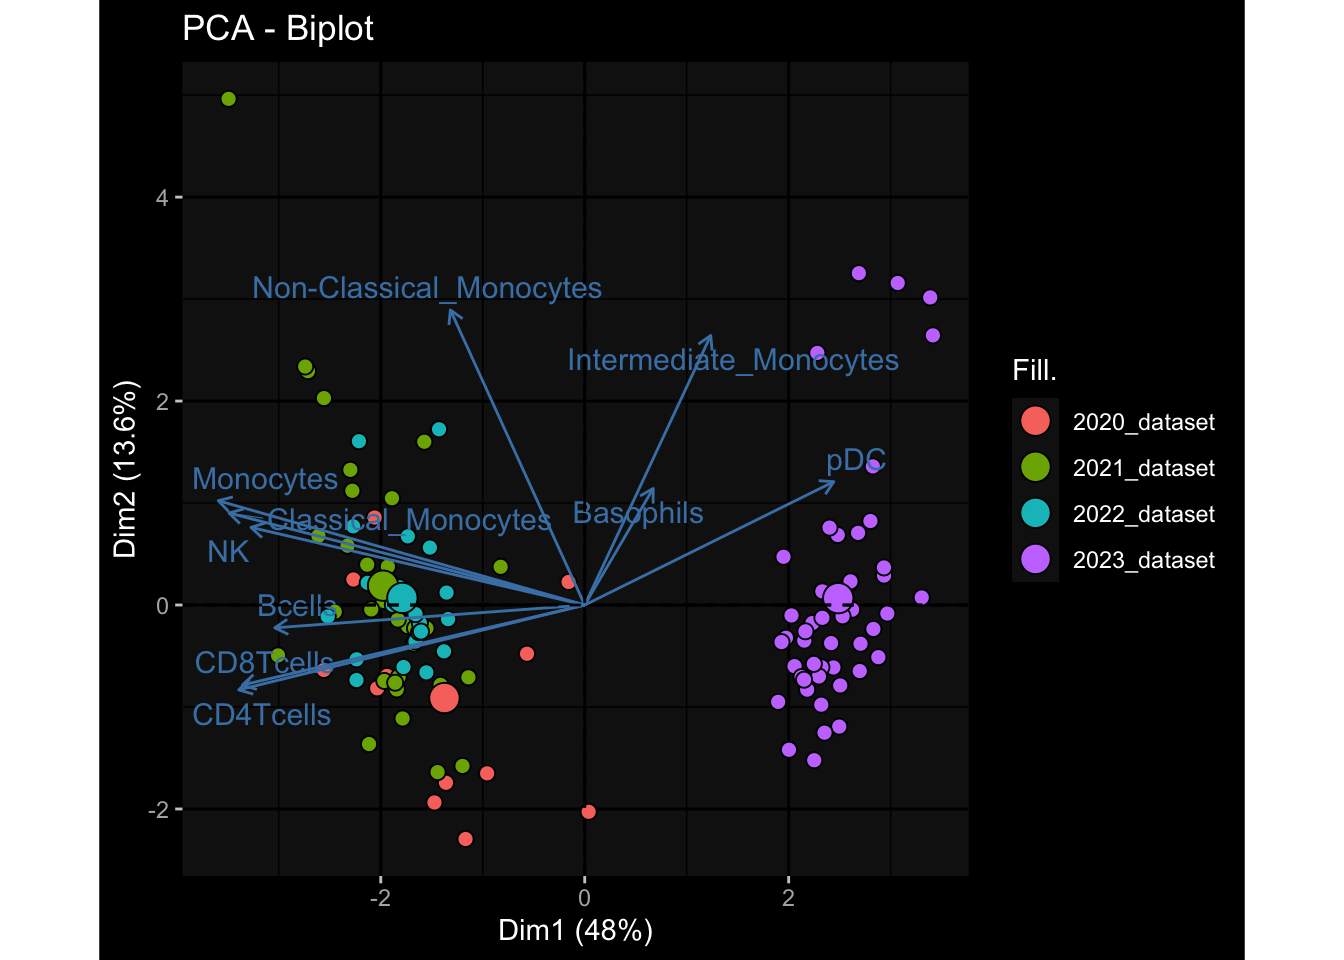 PCA - Biplot
Dim2 (13.6%)
4
2
0
-2
Non-Classical_Monocytes
Intermediate_Monocytes
pDC
Monocytes
Classical_Monocytes
Basophils
NK
Bcells
CD8Tcells
CD4Tcells
-2
0
2
Dim1 (48%)
Fill.
2020_dataset
2021_dataset
2022_dataset
2023_dataset